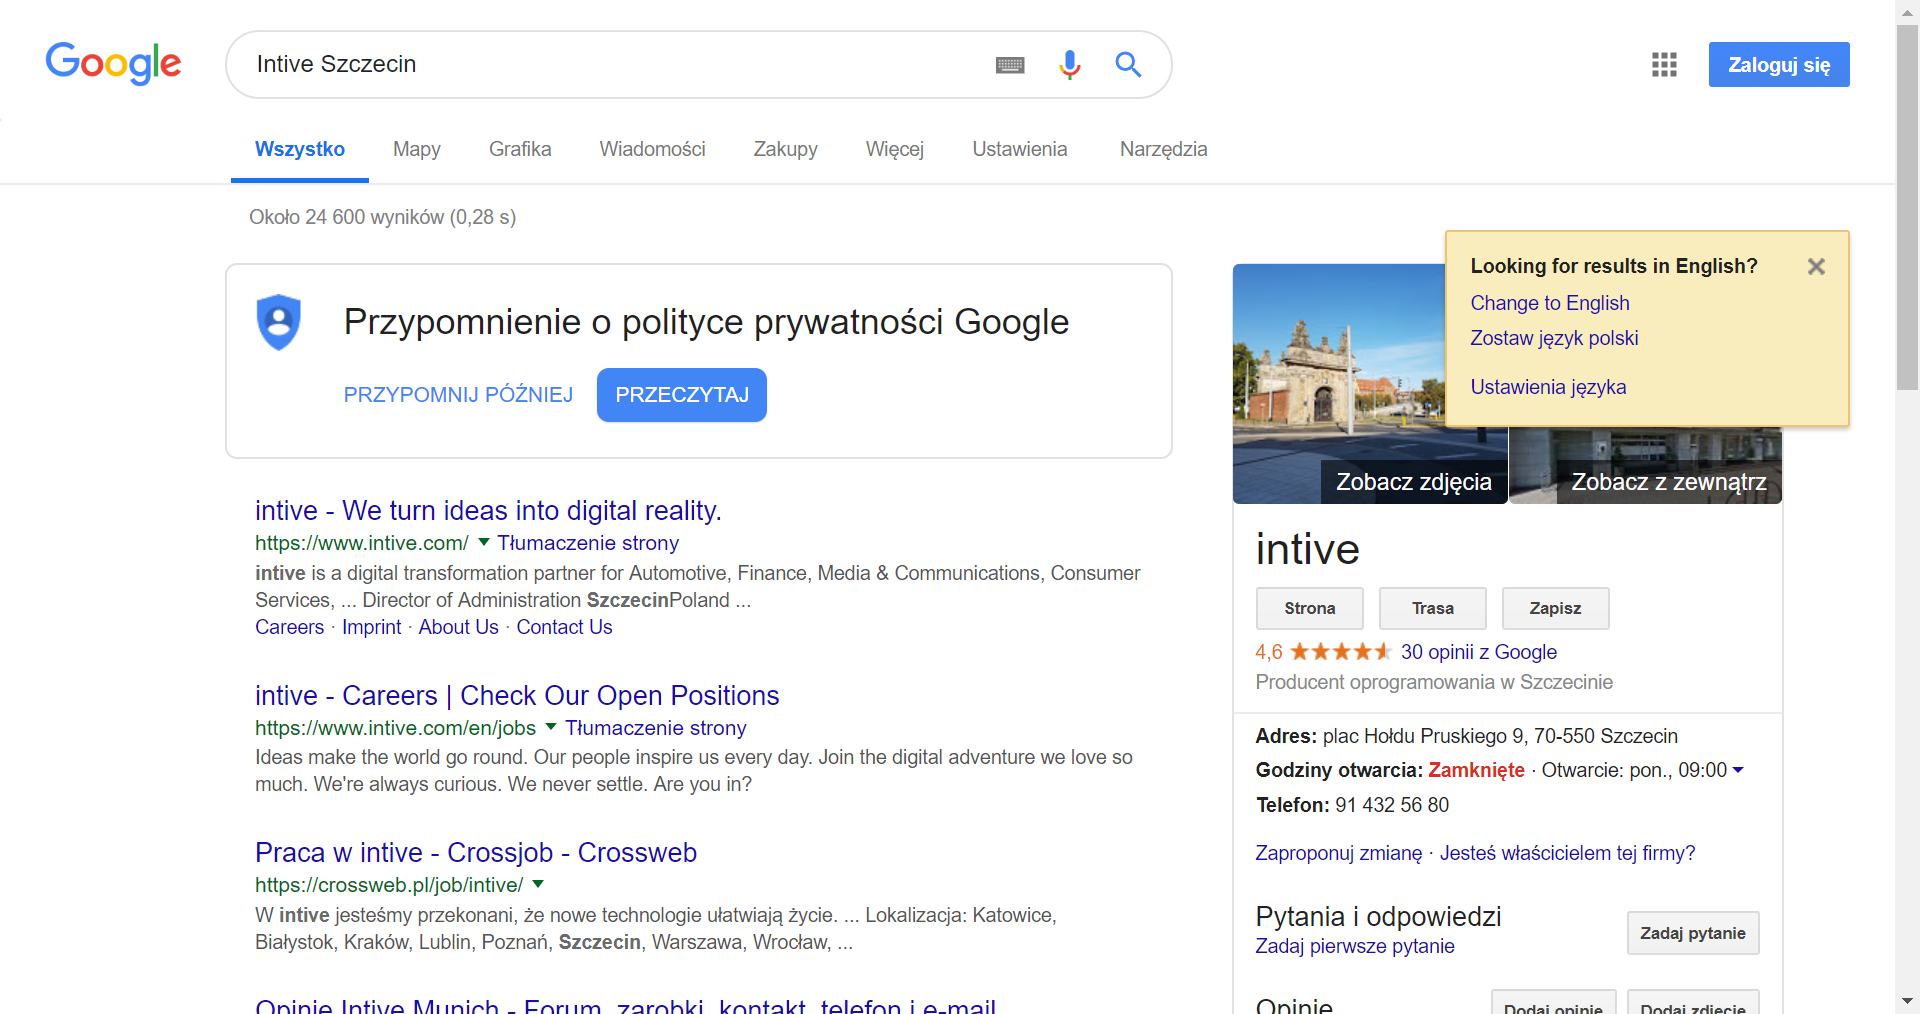 Google
Intive Szczecin
Zaloguj się
Wszystko Mapy Grafika Wiadomości Zakupy Więcej Ustawienia Narzędzia
Około 24 600 wyników (0,28 s)
Przypomnienie o polityce prywatności Google
PRZYPOMNIJ PÓŹNIEJ PRZECZYTAJ
intive - We turn ideas into digital reality.
https://www.intive.com/ Tłumaczenie strony
intive is a digital transformation partner for Automotive, Finance, Media & Communications, Consumer
Services, ... Director of Administration SzczecinPoland ...
Careers · Imprint · About Us · Contact Us
intive - Careers | Check Our Open Positions
https://www.intive.com/en/jobs Tłumaczenie strony
Ideas make the world go round. Our people inspire us every day. Join the digital adventure we love so
much. We're always curious. We never settle. Are you in?
Praca w intive - Crossjob - Crossweb
https://crossweb.pl/job/intive/
W intive jesteśmy przekonani, że nowe technologie ułatwiają życie. ... Lokalizacja: Katowice,
Białystok, Kraków, Lublin, Poznań, Szczecin, Warszawa, Wrocław, ...
Opinie Intive Munich - Forum, zarobki, kontakt, telefon i e-mail
Looking for results in English?
Change to English
Zostaw język polski
Ustawienia języka
Zobacz zdjęcia
Zobacz z zewnątrz
intive
Strona Trasa Zapisz
4,6 30 opinii z Google
Producent oprogramowania w Szczecinie
Adres: plac Hołdu Pruskiego 9, 70-550 Szczecin
Godziny otwarcia: Zamknięte · Otwarcie: pon., 09:00
Telefon: 91 432 56 80
Zaproponuj zmianę · Jesteś właścicielem tej firmy?
Pytania i odpowiedzi
Zadaj pierwsze pytanie
Zadaj pytanie
Opinie
Dodaj opinię Dodaj zdjęcie